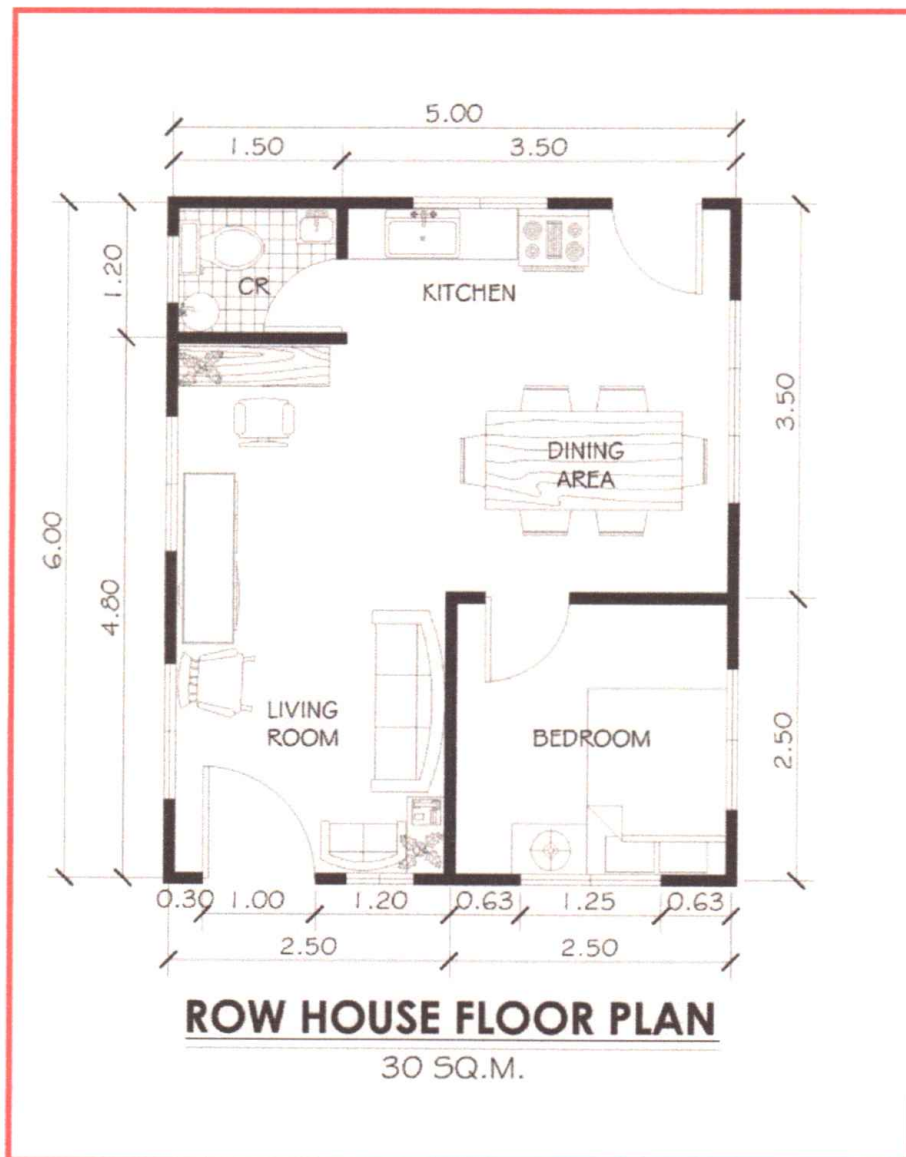 5.00
1.50
3.50
1.20
CR
KITCHEN
3.50
DINING
AREA
6.00
4.80
LIVING
ROOM
BEDROOM
2.50
0.30
1.00
1.20
0.63
1.25
0.63
2.50
2.50
ROW HOUSE FLOOR PLAN
30 SQ.M.